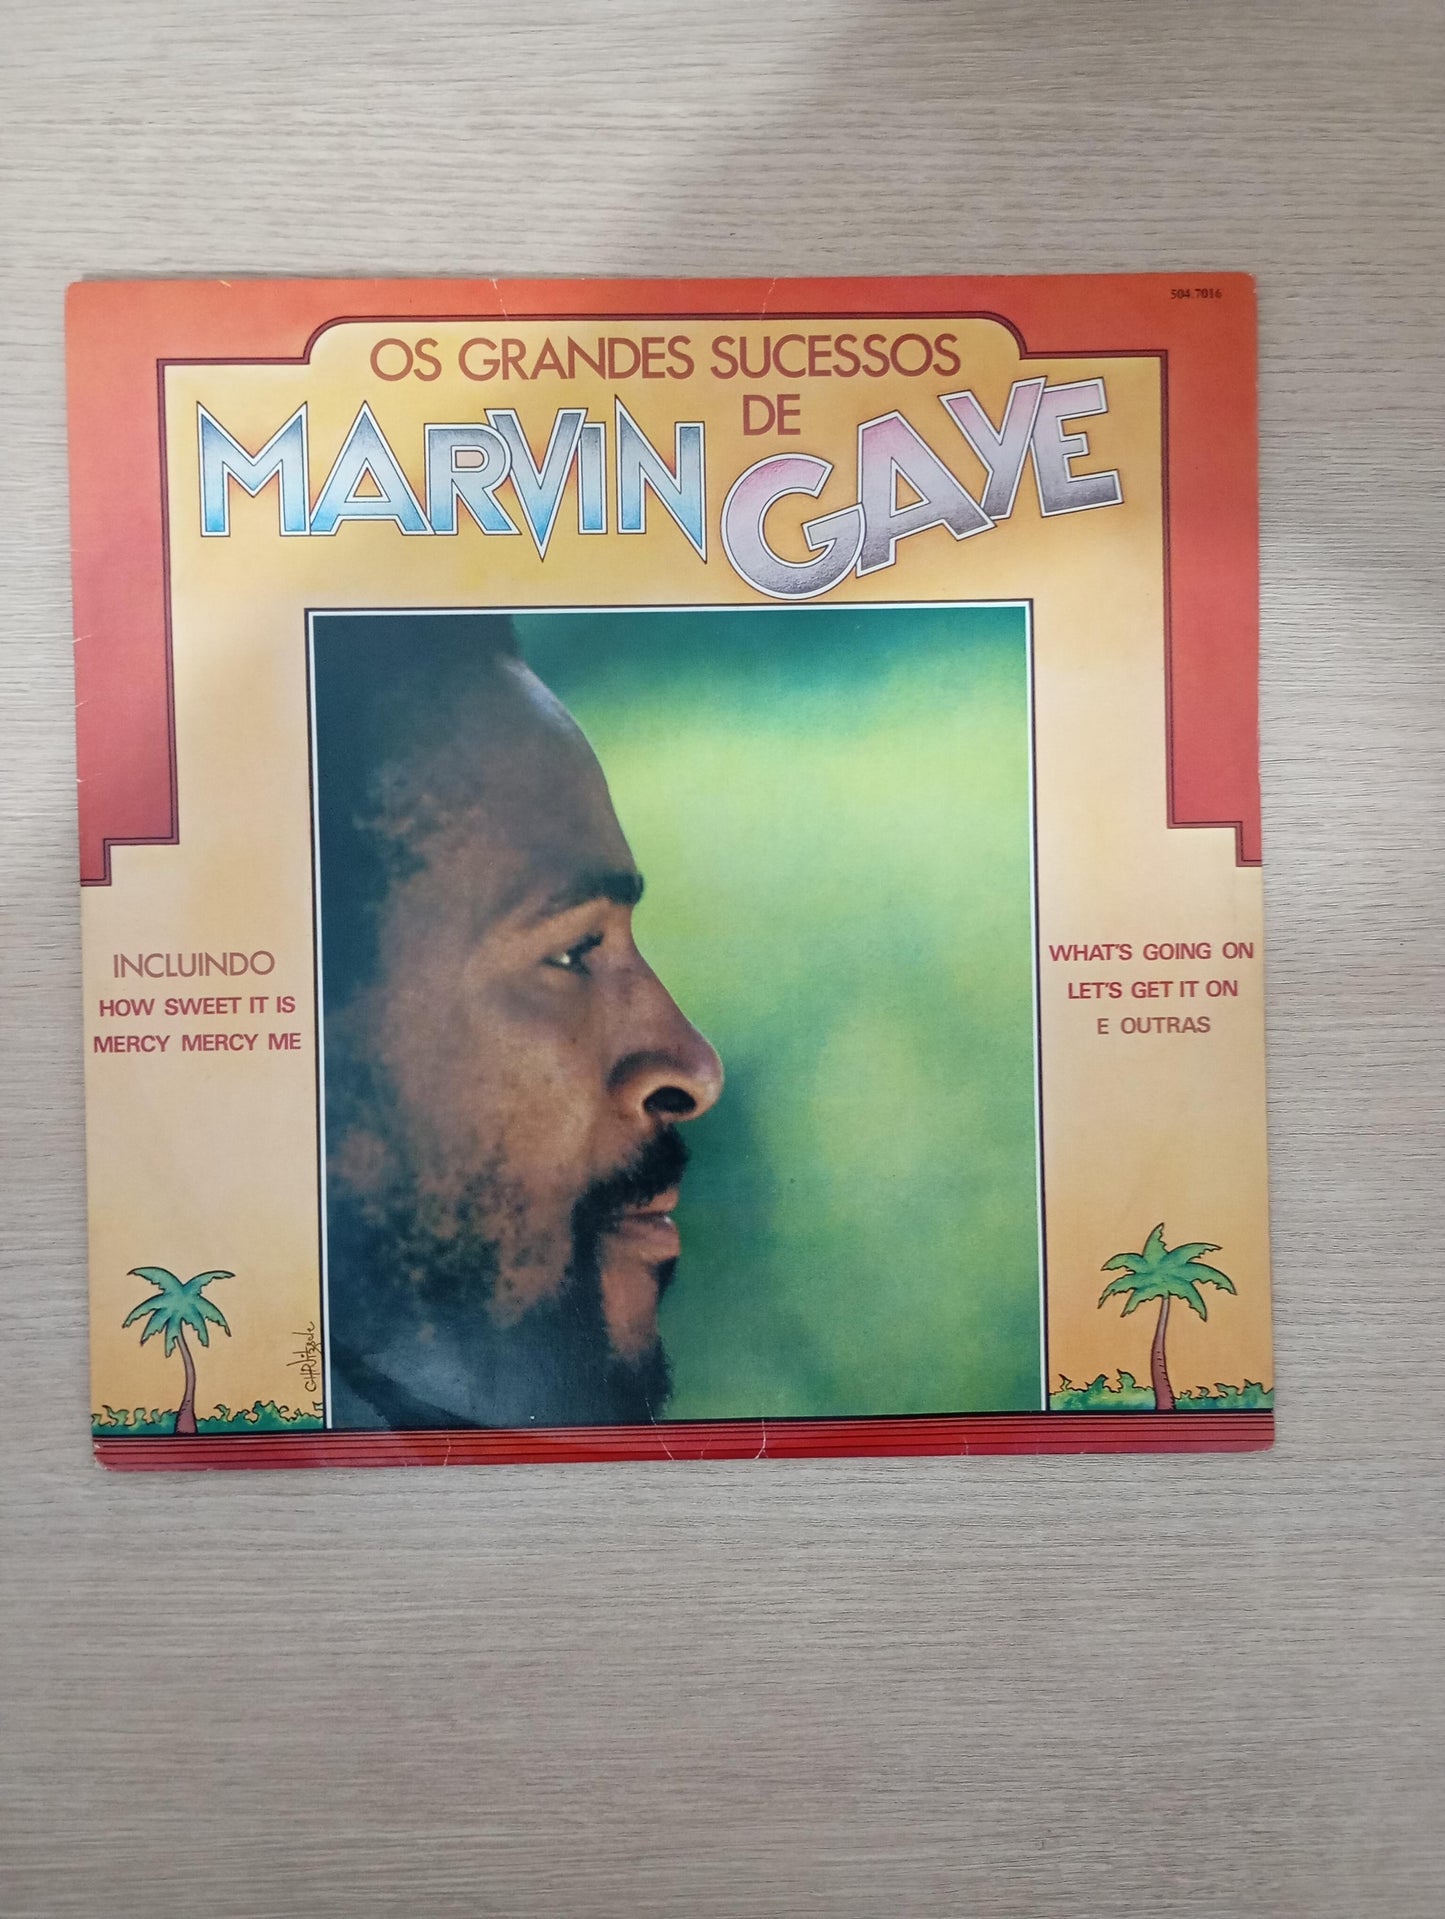 504.7016
OS GRANDES SUCESSOS
DE
MARVIN GAYE
INCLUINDO
HOW SWEET IT IS
MERCY MERCY ME
WHAT'S GOING ON
LET'S GET IT ON
E OUTRAS